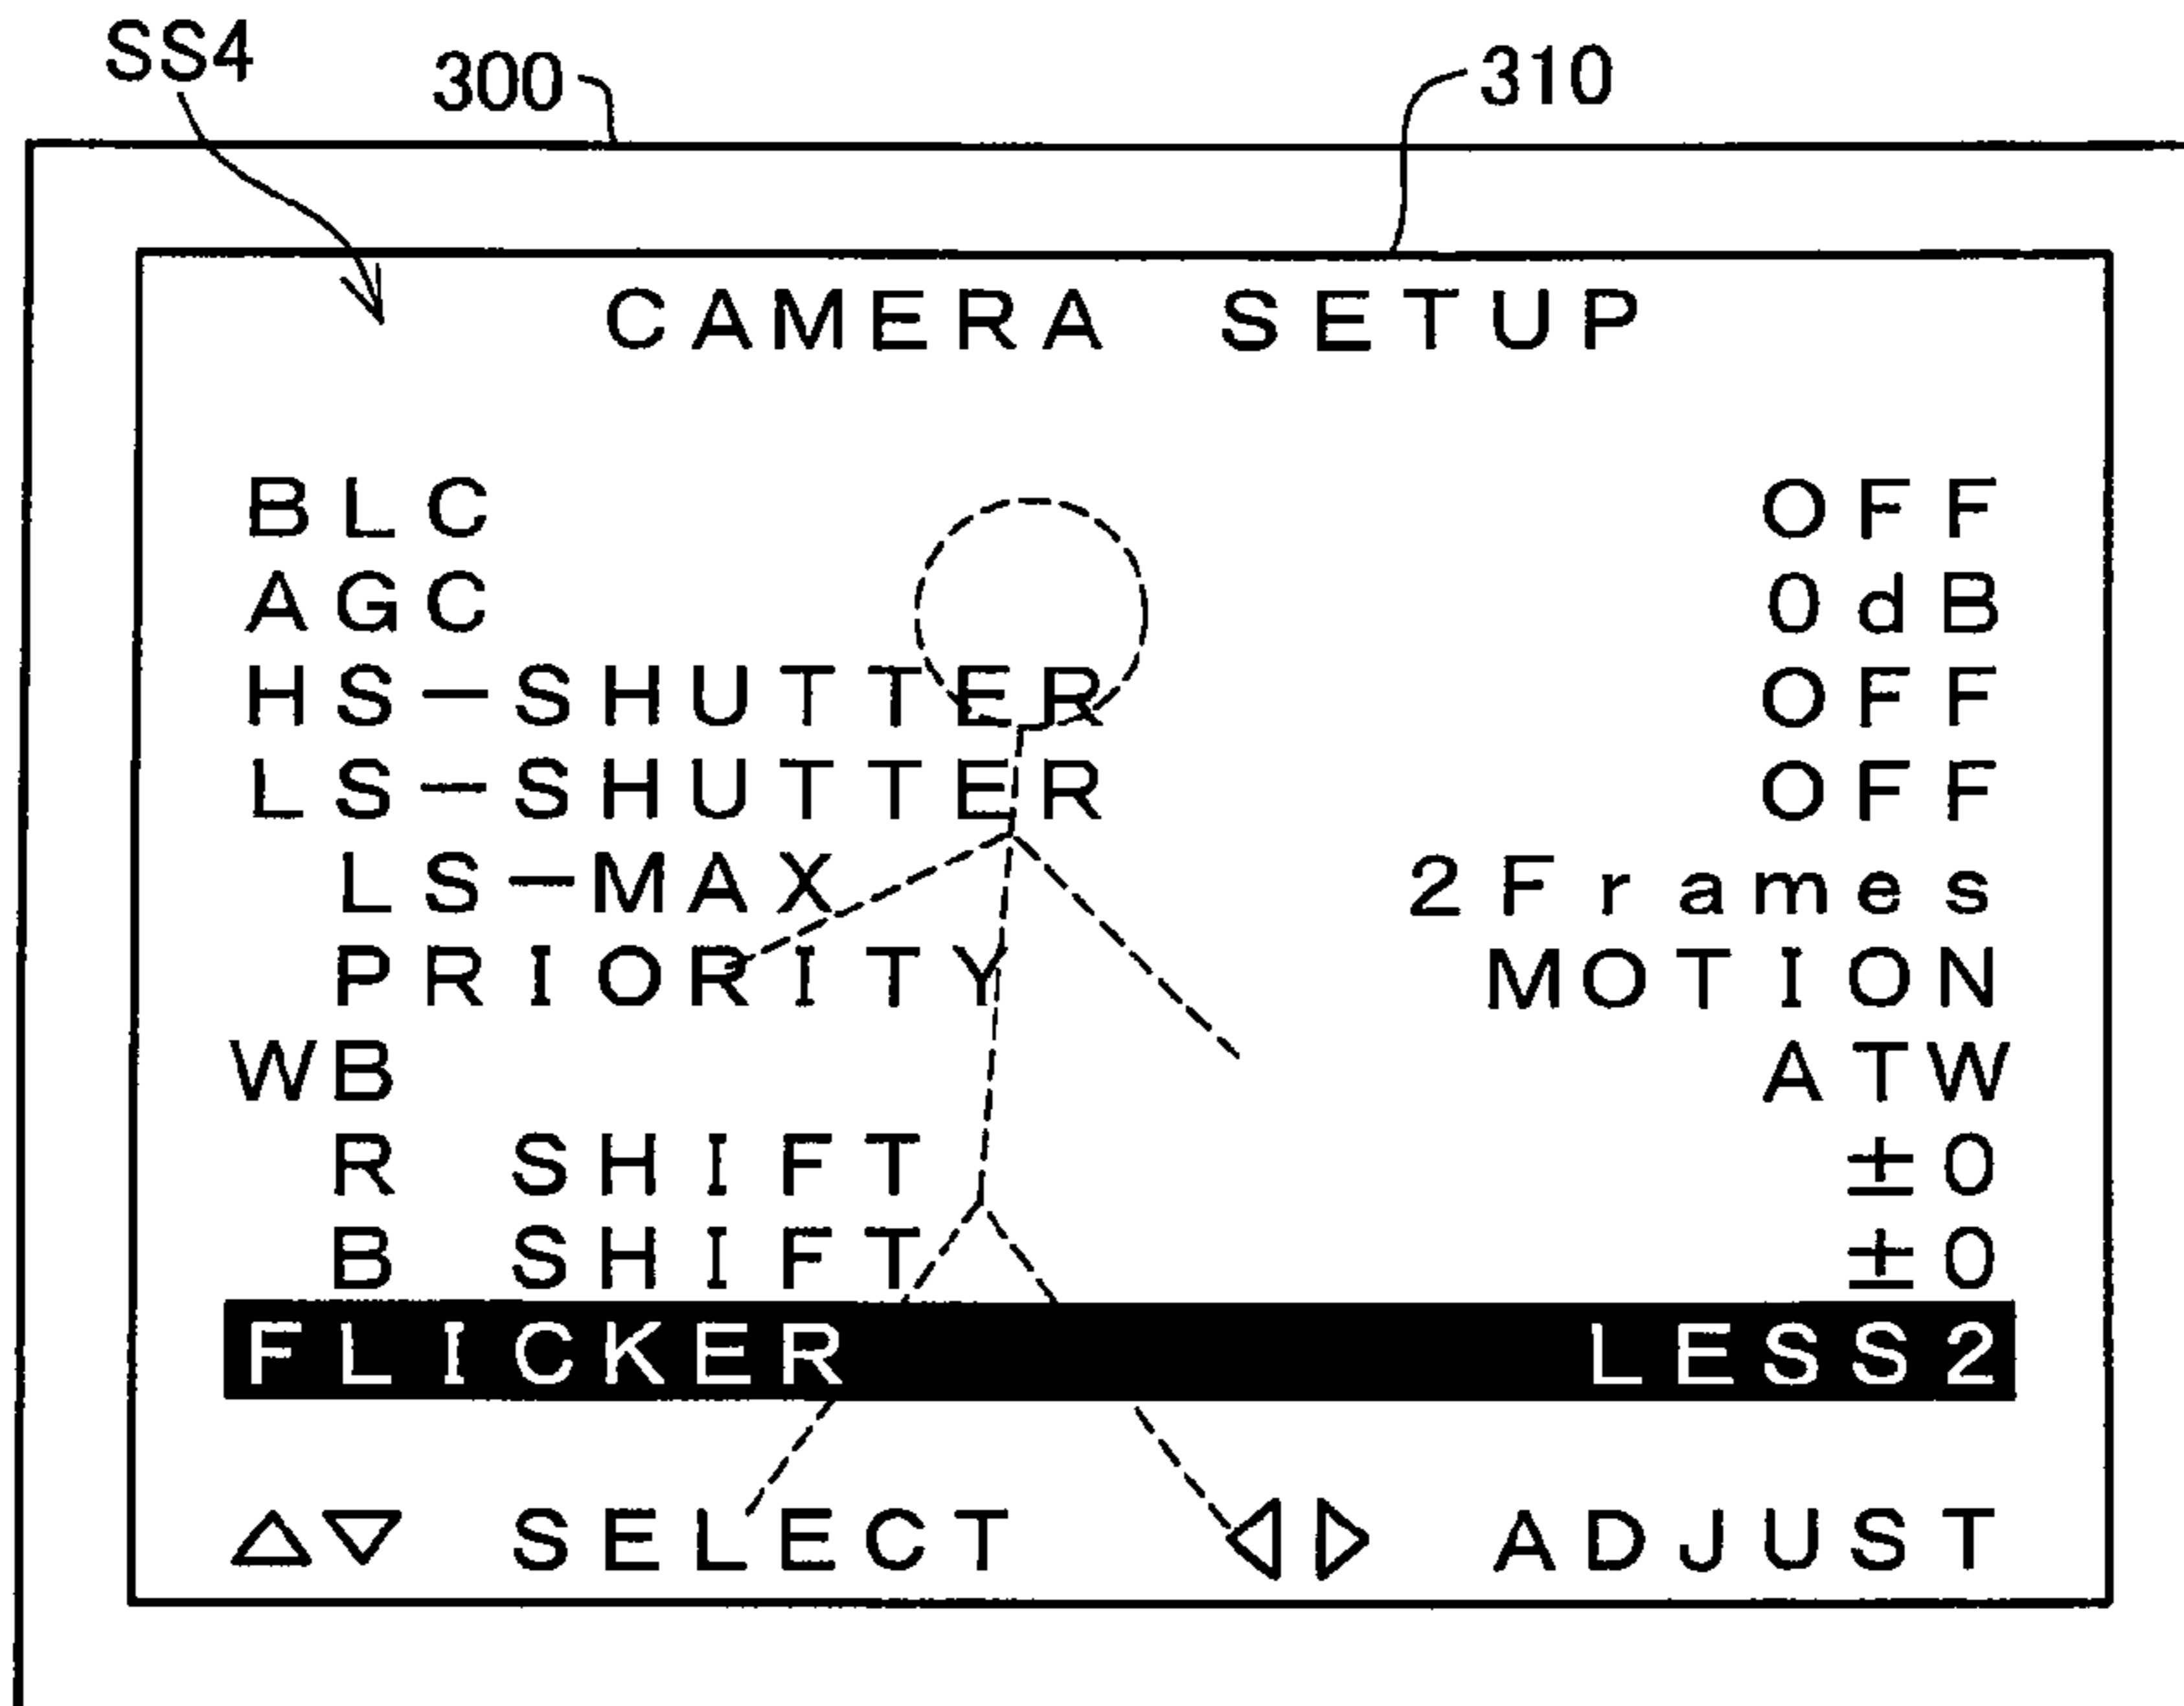 SS4 300 310
CAMERA SETUP
BLC OFF
AGC 0dB
HS-SHUTTER OFF
LS-SHUTTER OFF
LS-MAX 2Frames
PRIORITY MOTION
WB ATW
R SHIFT ±0
B SHIFT ±0
FLICKER LESS2
△▽ SELECT ◁▷ ADJUST